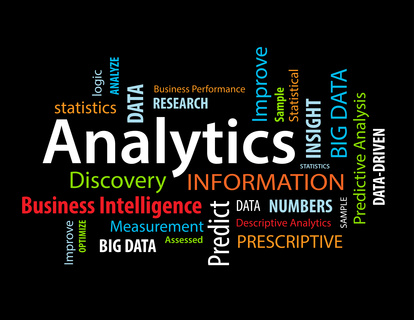 logic
ANALYZE
DATA
Business Performance
RESEARCH
statistics
Improve
Sample
Statistical
INSIGHT
BIG DATA
Predictive Analysis
DATA-DRIVEN
Analytics
STATISTICS
Discovery
INFORMATION
Business Intelligence
Predict
DATA
NUMBERS
SAMPLE
Improve
OPTIMIZE
Measurement
Descriptive Analytics
BIG DATA
Assessed
PRESCRIPTIVE